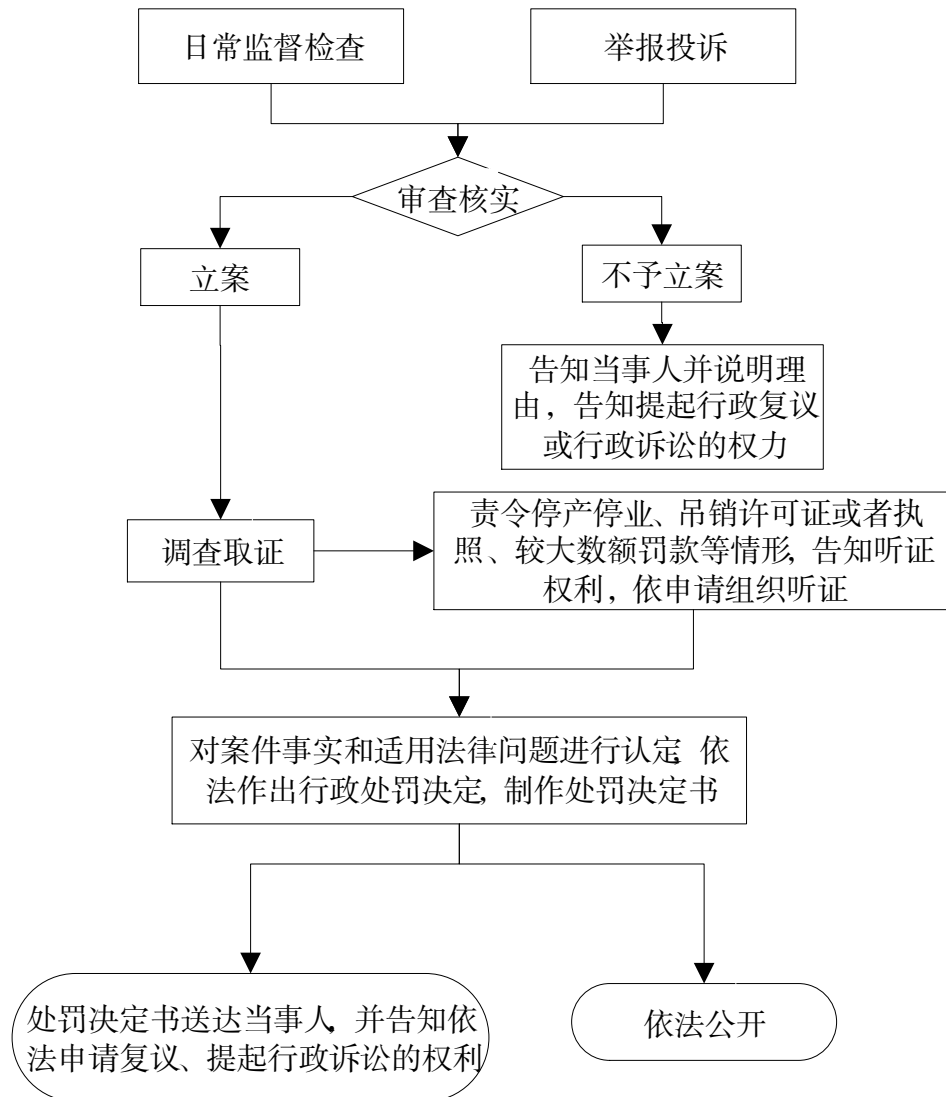 日常监督检查
举报投诉
审查核实
立案
不予立案
告知当事人并说明理
由，告知提起行政复议
或行政诉讼的权力
调查取证
责令停产停业、吊销许可证或者执
照、较大数额罚款等情形，告知听证
权利，依申请组织听证
对案件事实和适用法律问题进行认定，依
法作出行政处罚决定，制作处罚决定书
处罚决定书送达当事人，并告知依
法申请复议、提起行政诉讼的权利
依法公开